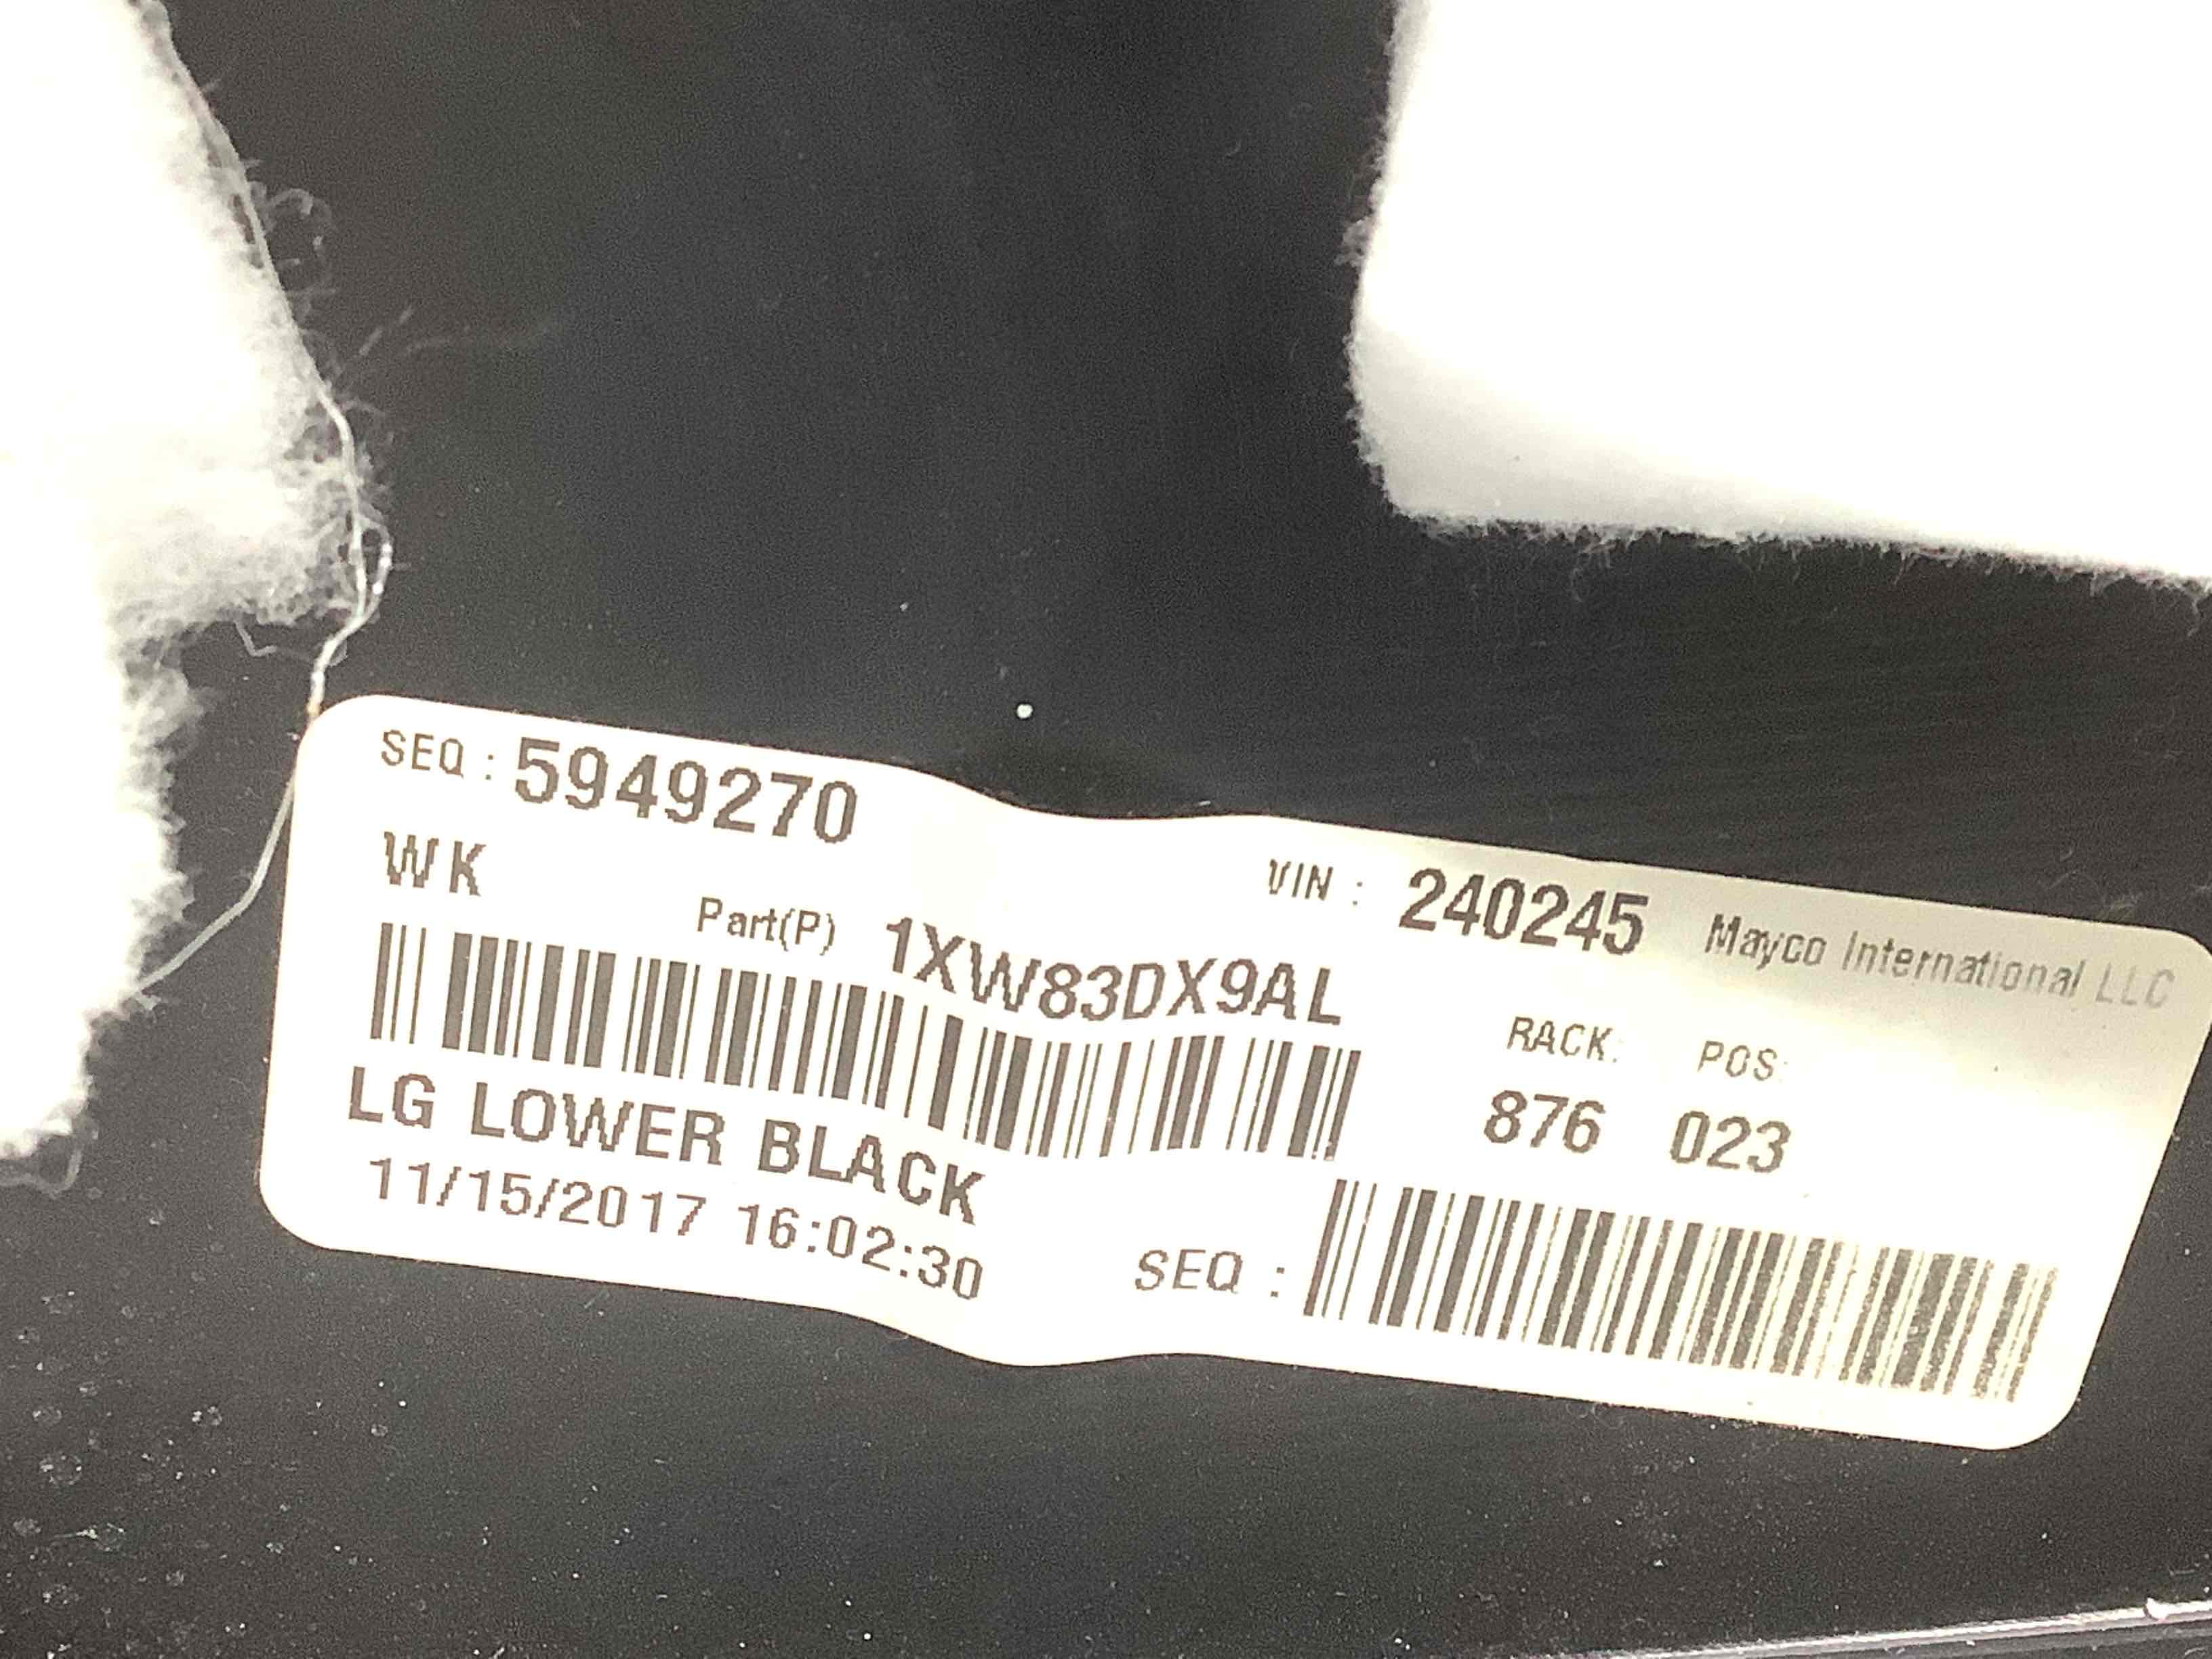 SEQ : 5949270
WK
VIN : 240245 Mayco International LLC
Part(P) 1XW83DX9AL
RACK: POS:
876 023
LG LOWER BLACK
11/15/2017 16:02:30
SEQ :